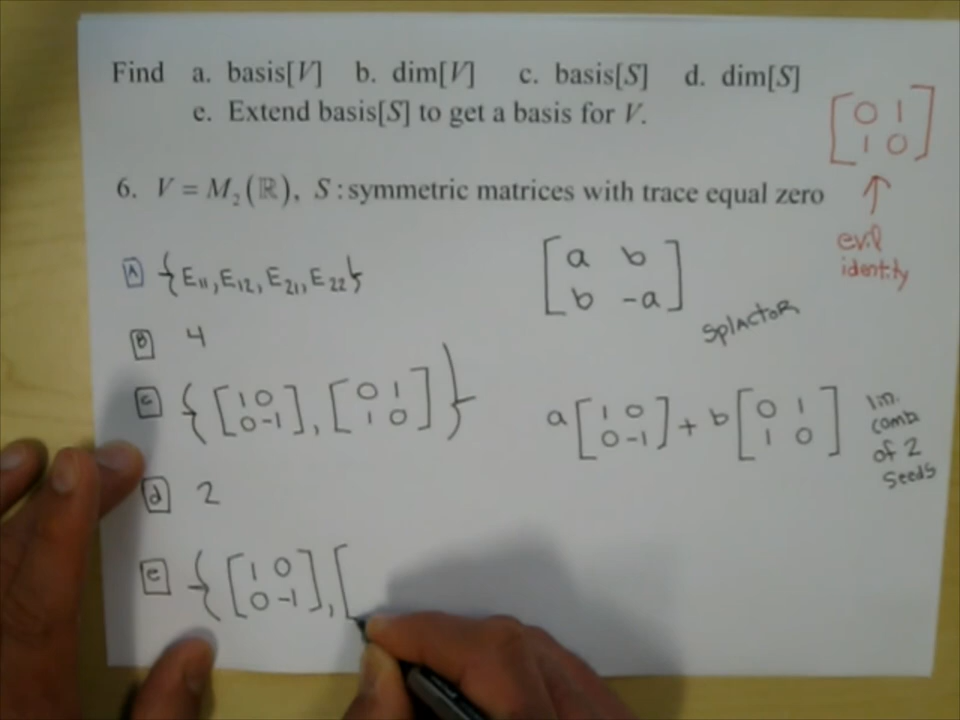 Find a. basis[V] b. dim[V] c. basis[S] d. dim[S]
e. Extend basis[S] to get a basis for V.
[0 1
1 0]
↑
evil
identity
6. V = M₂(ℝ), S : symmetric matrices with trace equal zero
A {E₁₁, E₁₂, E₂₁, E₂₂}
[a b
b -a]
SplACTOR
B 4
c {[1 0
0 -1], [0 1
1 0]}
a[1 0
0 -1] + b[0 1
1 0]
lin.
comb
of 2
seeds
d 2
e {[1 0
0 -1], [